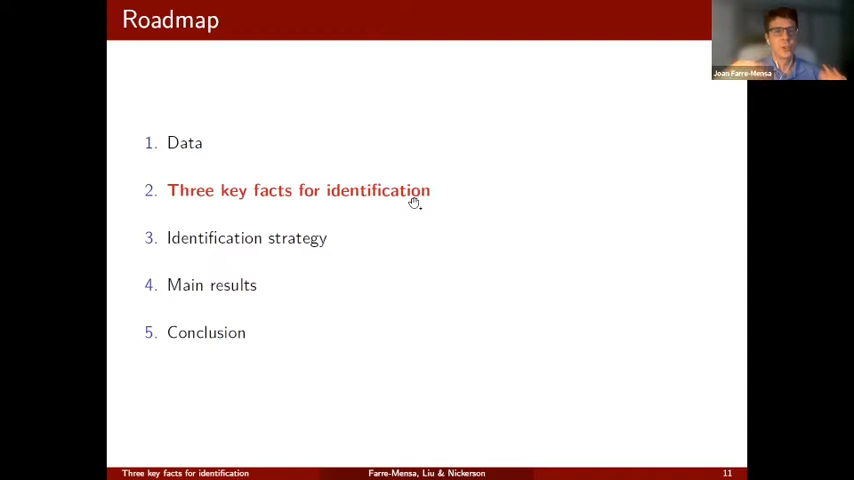 Roadmap
Joan Farre-Mensa
1. Data
2. Three key facts for identification
3. Identification strategy
4. Main results
5. Conclusion
Three key facts for identification Farre-Mensa, Liu & Nickerson 11